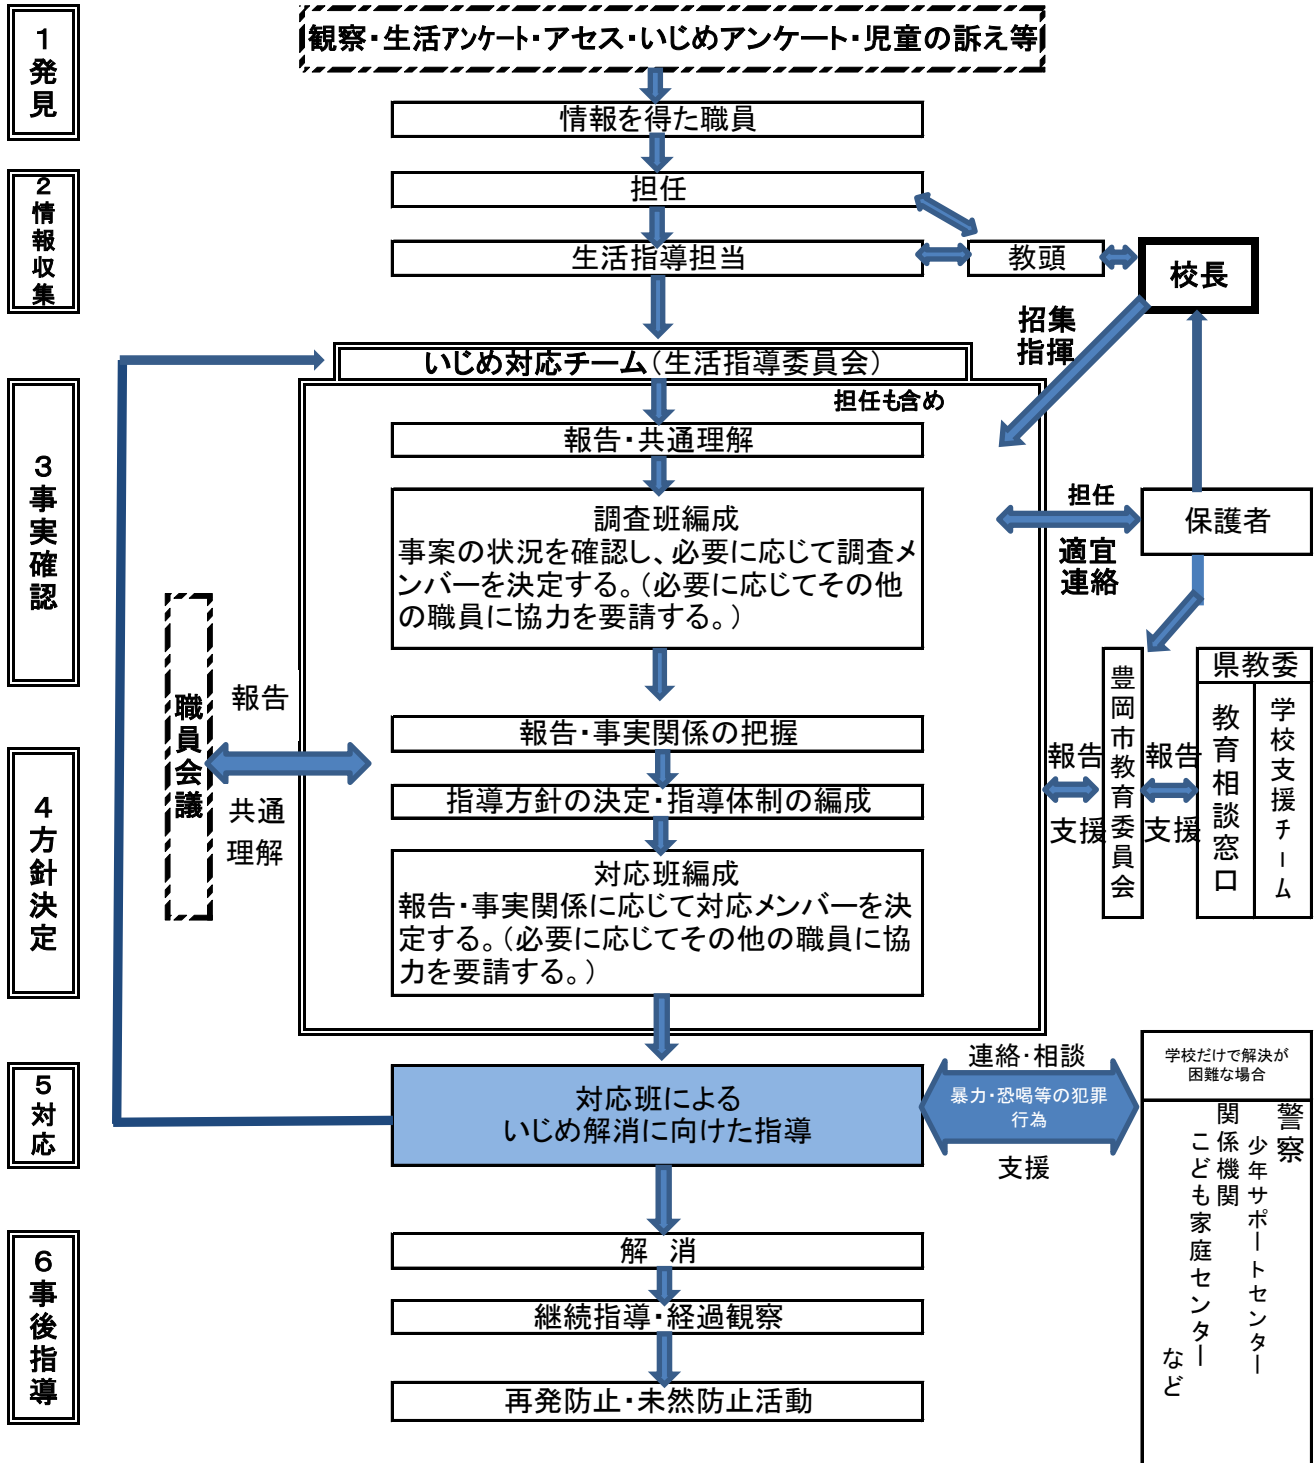 1発見
観察・生活アンケート・アセス・いじめアンケート・児童の訴え等
情報を得た職員
2情報収集
担任
生活指導担当
教頭
校長
招集
指揮
いじめ対応チーム（生活指導委員会）
担任も含め
3事実確認
報告・共通理解
調査班編成
事案の状況を確認し、必要に応じて調査メ
ンバーを決定する。（必要に応じてその他
の職員に協力を要請する。）
担任
適宜
連絡
保護者
職員会議
報告
共通
理解
報告・事実関係の把握
4方針決定
指導方針の決定・指導体制の編成
対応班編成
報告・事実関係に応じて対応メンバーを決
定する。（必要に応じてその他の職員に協
力を要請する。）
報告
支援
豊岡市教育委員会
報告
支援
県教委
教育相談窓口
学校支援チーム
5対応
対応班による
いじめ解消に向けた指導
連絡・相談
暴力・恐喝等の犯罪
行為
支援
学校だけで解決が
困難な場合
警察
少年サポートセンター
関係機関
こども家庭センター
など
6事後指導
解　消
継続指導・経過観察
再発防止・未然防止活動